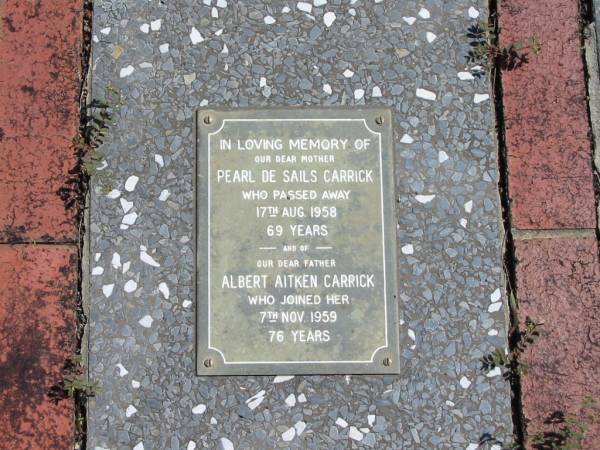 IN LOVING MEMORY OF
OUR DEAR MOTHER
PEARL DE SAILS CARRICK
WHO PASSED AWAY
17TH AUG. 1958
69 YEARS
— AND OF —
OUR DEAR FATHER
ALBERT AITKEN CARRICK
WHO JOINED HER
7TH NOV. 1959
76 YEARS